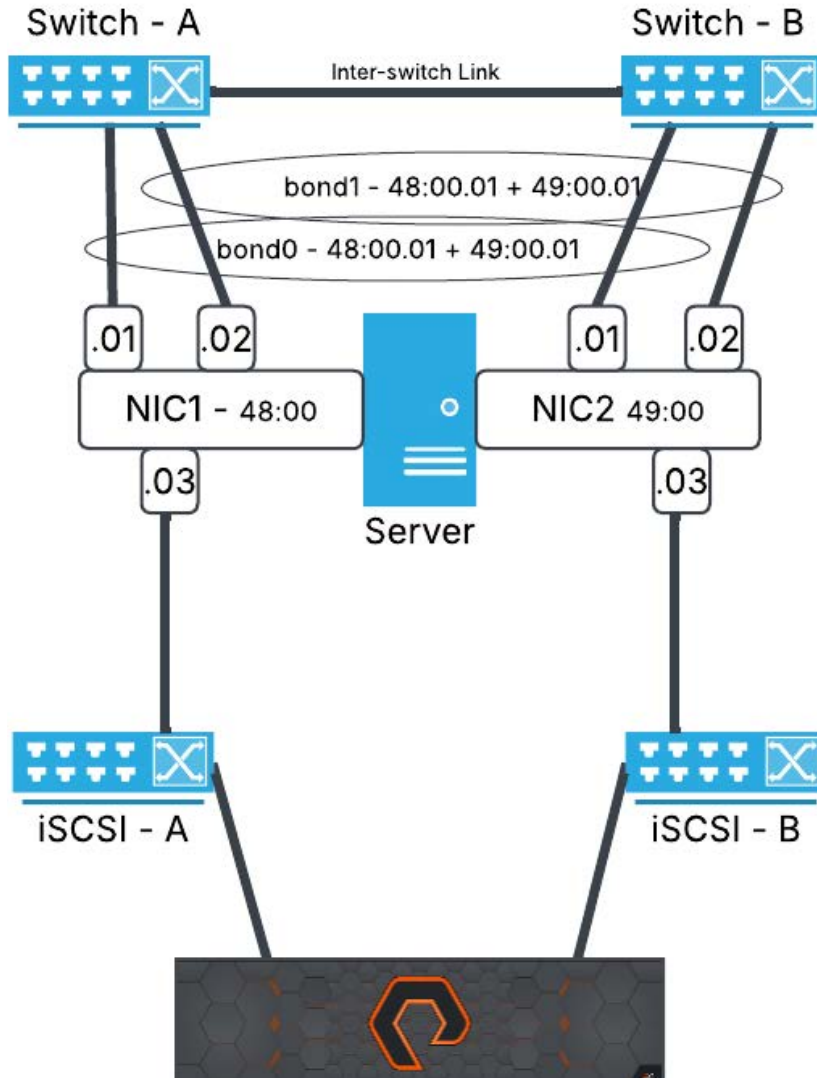 Switch - A
Switch - B
Inter-switch Link
bond1 - 48:00.01 + 49:00.01
bond0 - 48:00.01 + 49:00.01
.01
.02
.01
.02
NIC1 - 48:00
NIC2 49:00
.03
.03
Server
iSCSI - A
iSCSI - B